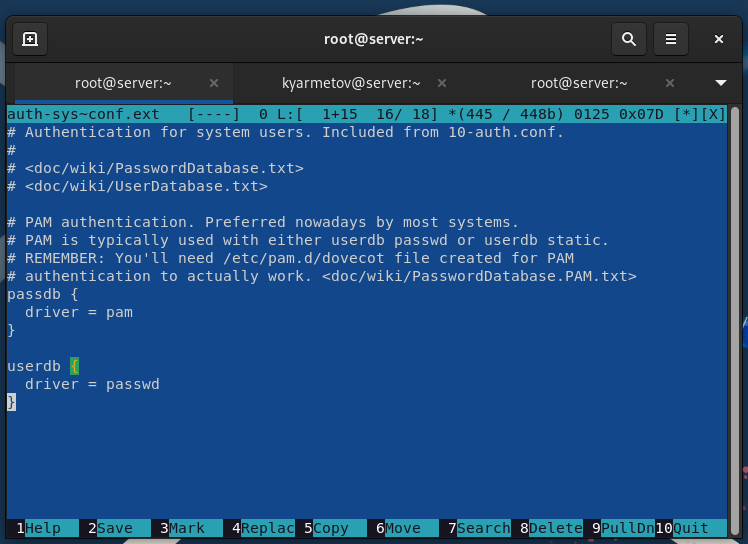 root@server:~
root@server:~ × kyarmetov@server:~ × root@server:~ ×
auth-sys~conf.ext [----] 0 L:[ 1+15 16/ 18] *(445 / 448b) 0125 0x07D [*][X]
# Authentication for system users. Included from 10-auth.conf.
#
# <doc/wiki/PasswordDatabase.txt>
# <doc/wiki/UserDatabase.txt>
# PAM authentication. Preferred nowadays by most systems.
# PAM is typically used with either userdb passwd or userdb static.
# REMEMBER: You'll need /etc/pam.d/dovecot file created for PAM
# authentication to actually work. <doc/wiki/PasswordDatabase.PAM.txt>
passdb {
  driver = pam
}
userdb {
  driver = passwd
}
1Help 2Save 3Mark 4Replac 5Copy 6Move 7Search 8Delete 9PullDn 10Quit